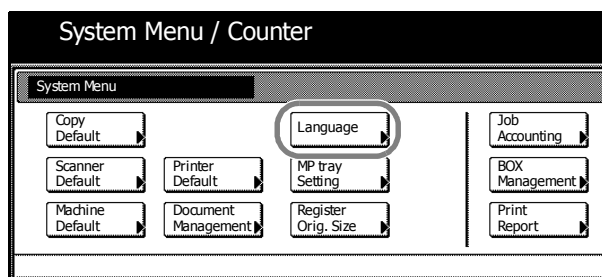 System Menu / Counter
System Menu
Copy
Default
Language
Job
Accounting
Scanner
Default
Printer
Default
MP tray
Setting
BOX
Management
Machine
Default
Document
Management
Register
Orig. Size
Print
Report